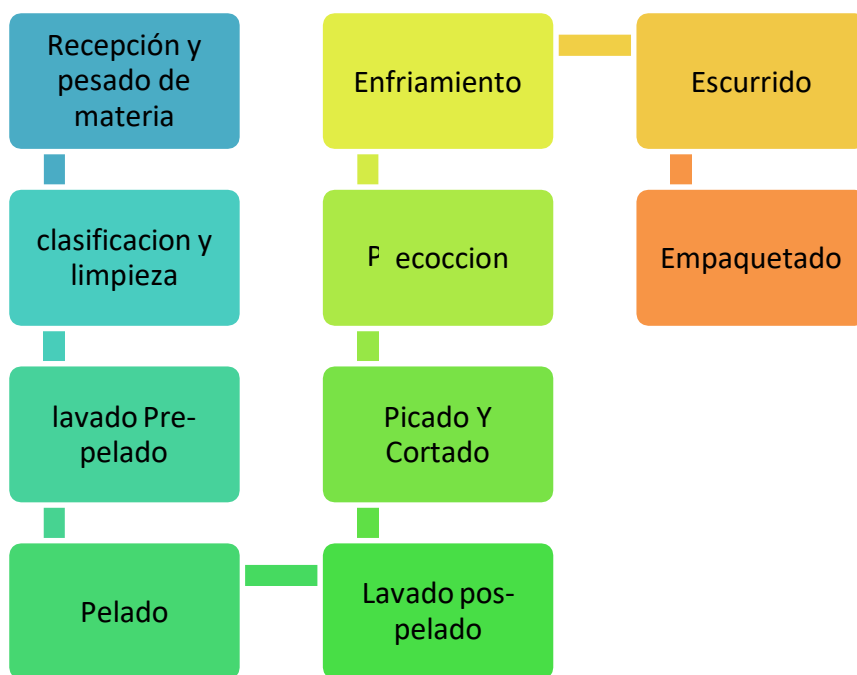 Recepción y
pesado de
materia
clasificacion y
limpieza
lavado Pre-
pelado
Pelado
Lavado pos-
pelado
Picado Y
Cortado
P ecoccion
Enfriamiento
Escurrido
Empaquetado